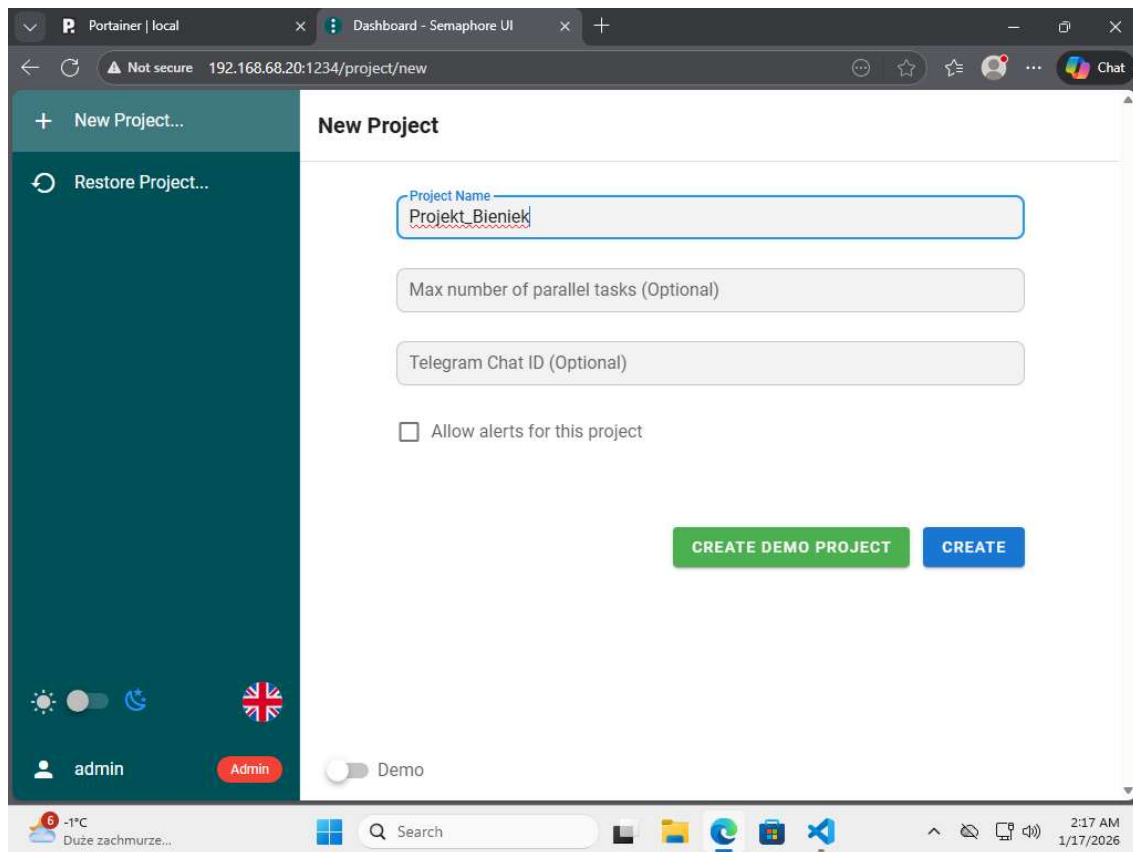 Portainer | local
Dashboard - Semaphore UI
Not secure 192.168.68.20:1234/project/new
Chat
New Project...
Restore Project...
New Project
Project Name
Projekt_Bieniek
Max number of parallel tasks (Optional)
Telegram Chat ID (Optional)
Allow alerts for this project
CREATE DEMO PROJECT
CREATE
admin
Admin
Demo
6
-1°C
Duże zachmurze...
Search
2:17 AM
1/17/2026